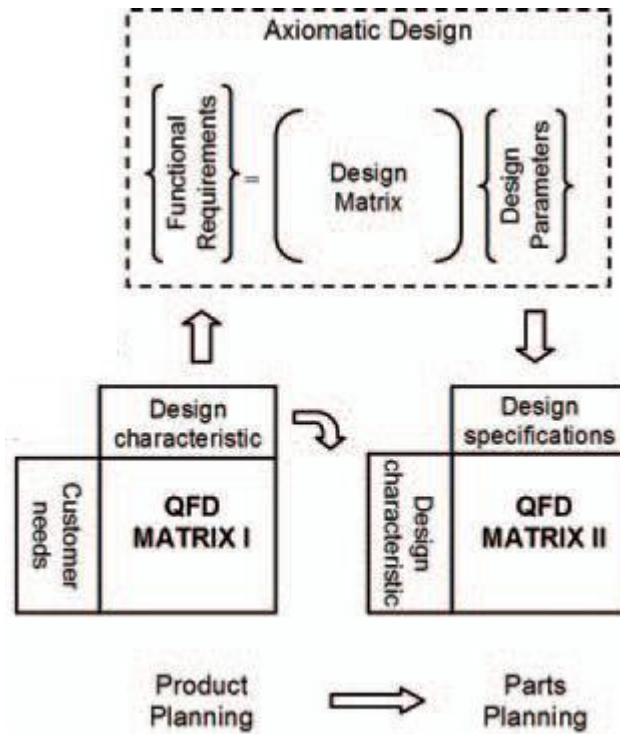 Axiomatic Design
Functional
Requirements
=
Design
Matrix
Design
Parameters
Design
characteristic
Design
specifications
Customer
needs
QFD
MATRIX I
Design
characteristic
QFD
MATRIX II
Product
Planning
Parts
Planning